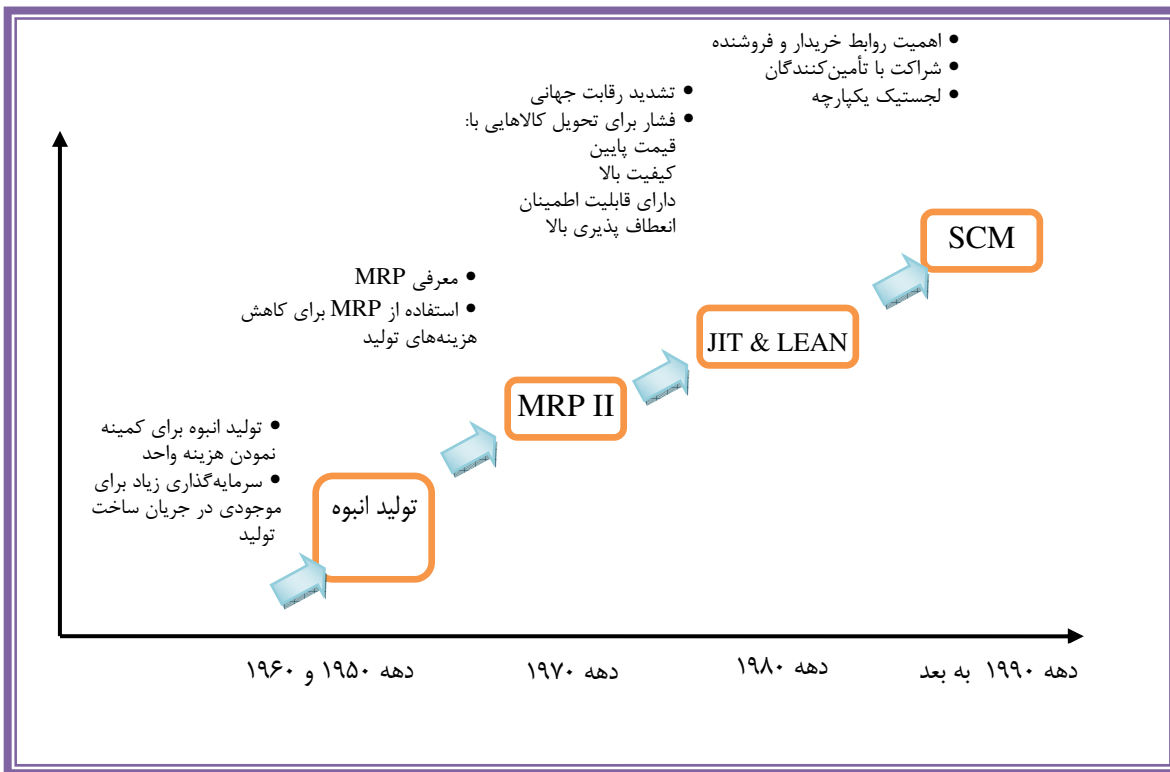 • اهمیت روابط خریدار و فروشنده
• شراکت با تأمین‌کنندگان
• لجستیک یکپارچه
• تشدید رقابت جهانی
• فشار برای تحویل کالاهایی با:
قیمت پایین
کیفیت بالا
دارای قابلیت اطمینان
انعطاف پذیری بالا
SCM
• معرفی MRP
• استفاده از MRP برای کاهش
هزینه‌های تولید
JIT & LEAN
MRP II
• تولید انبوه برای کمینه
نمودن هزینه واحد
• سرمایه‌گذاری زیاد برای
موجودی در جریان ساخت
تولید
تولید انبوه
دهه ۱۹۵۰ و ۱۹۶۰
دهه ۱۹۷۰
دهه ۱۹۸۰
دهه ۱۹۹۰ به بعد